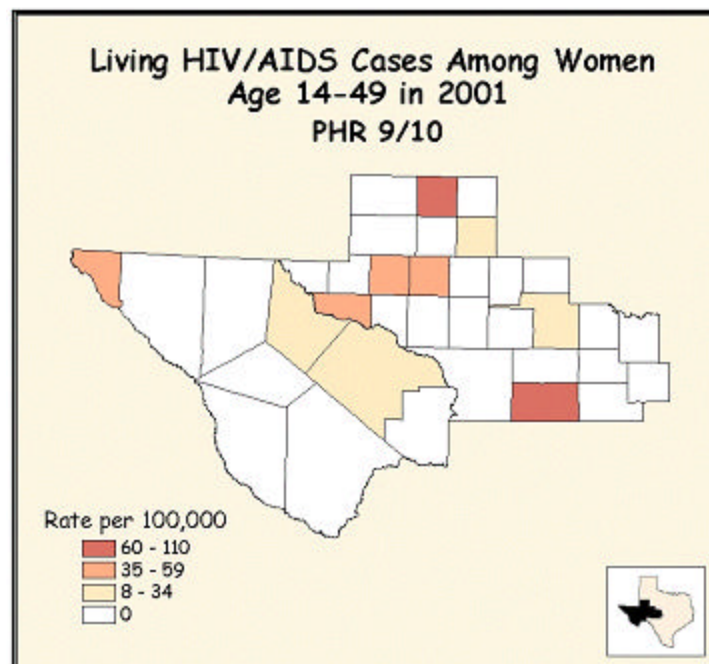 Living HIV/AIDS Cases Among Women
Age 14-49 in 2001
PHR 9/10
Rate per 100,000
60 - 110
35 - 59
8 - 34
0